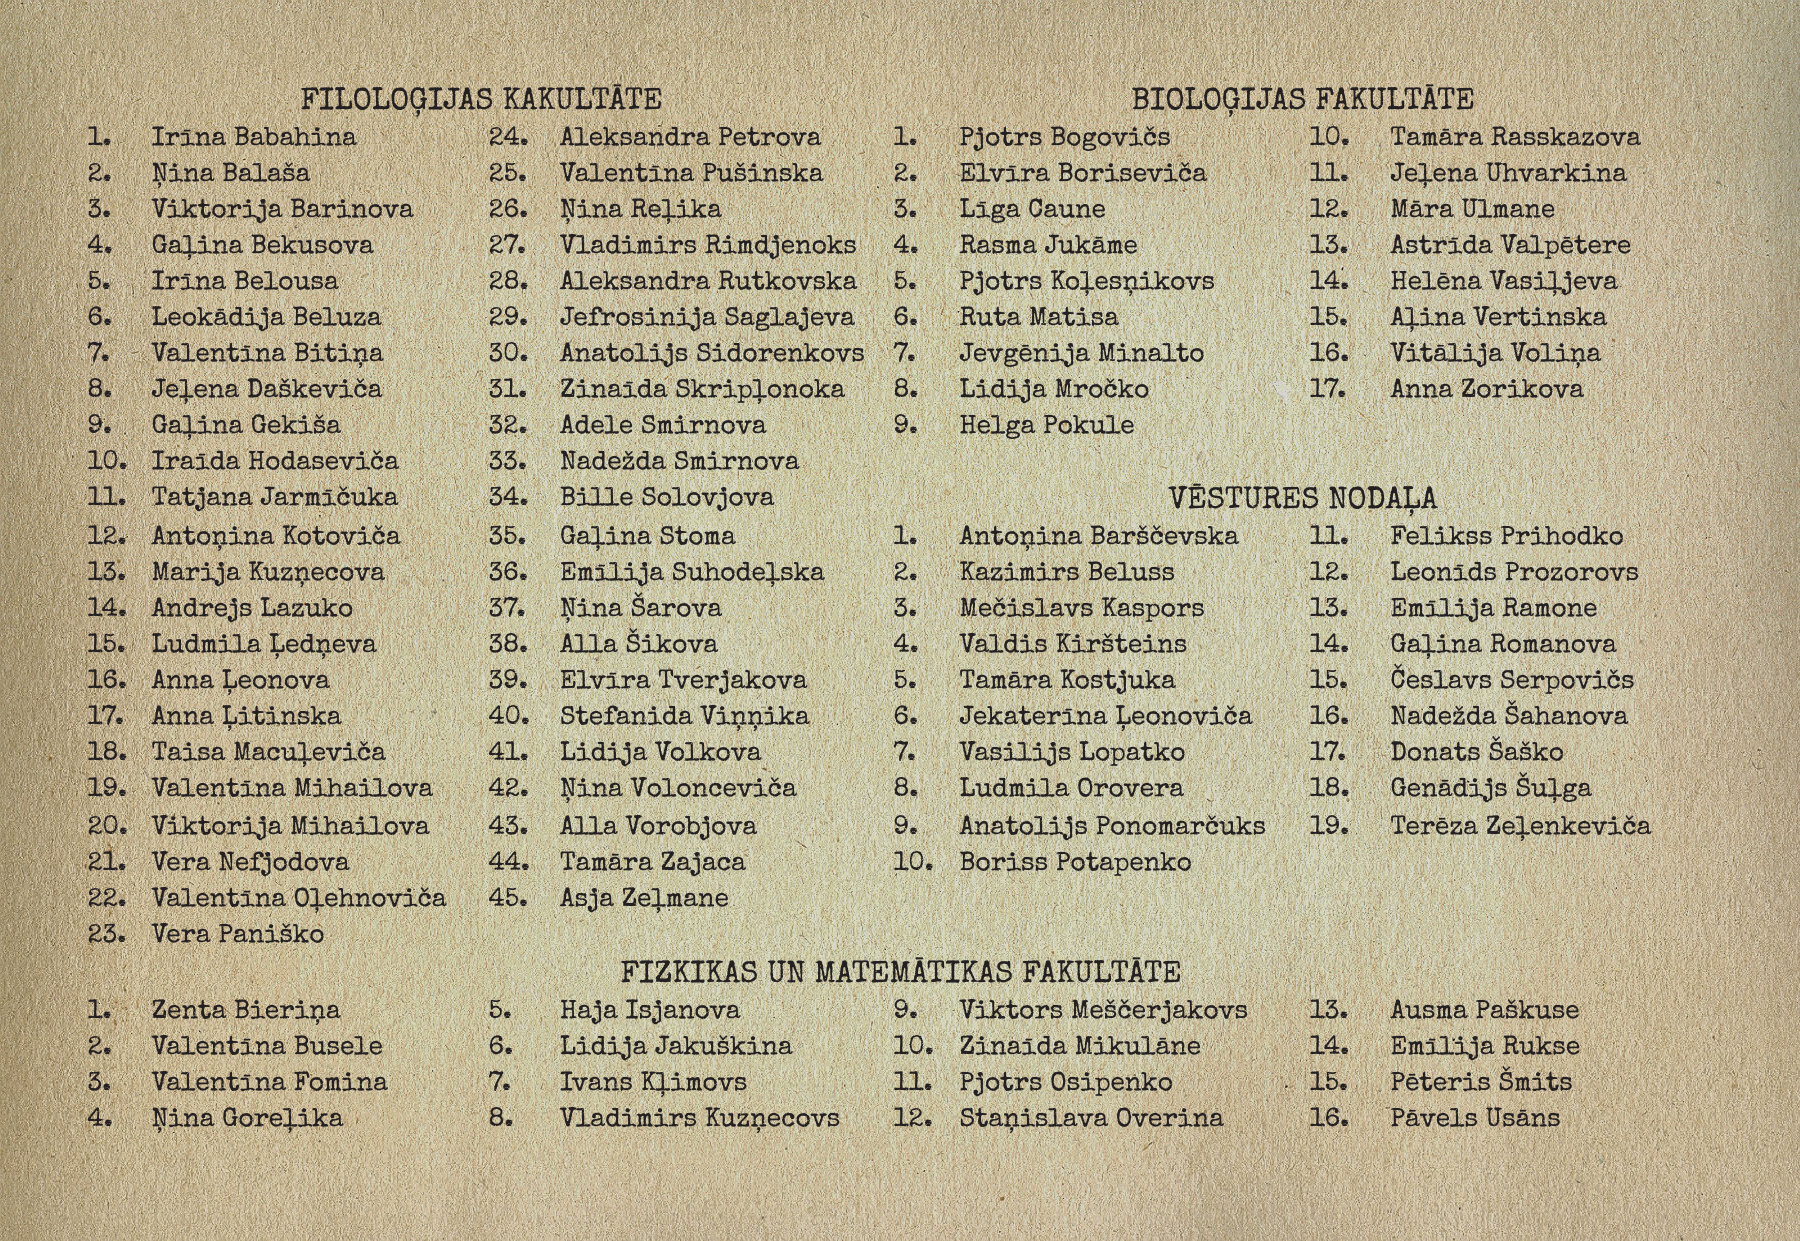 FILOLOĢIJAS KAKULTĀTE
1. Irīna Babahina
2. Ņina Balaša
3. Viktorija Barinova
4. Gaļina Bekusova
5. Irīna Belousa
6. Leokādija Beluza
7. Valentīna Bitiņa
8. Jeļena Daškeviča
9. Gaļina Gekiša
10. Iraīda Hodaseviča
11. Tatjana Jarmīčuka
12. Antoņina Kotoviča
13. Marija Kuzņecova
14. Andrejs Lazuko
15. Ludmila Ļedņeva
16. Anna Ļeonova
17. Anna Ļitinska
18. Taisa Macuļeviča
19. Valentīna Mihailova
20. Viktorija Mihailova
21. Vera Nefjodova
22. Valentīna Oļehnoviča
23. Vera Paniško
24. Aleksandra Petrova
25. Valentīna Pušinska
26. Ņina Reļika
27. Vladimirs Rimdjenoks
28. Aleksandra Rutkovska
29. Jefrosinija Saglajeva
30. Anatolijs Sidorenkovs
31. Zinaīda Skripļonoka
32. Adele Smirnova
33. Nadežda Smirnova
34. Bille Solovjova
35. Gaļina Stoma
36. Emīlija Suhodeļska
37. Ņina Šarova
38. Alla Šikova
39. Elvīra Tverjakova
40. Stefanida Viņņika
41. Lidija Volkova
42. Ņina Volonceviča
43. Alla Vorobjova
44. Tamāra Zajaca
45. Asja Zeļmane
BIOLOĢIJAS FAKULTĀTE
1. Pjotrs Bogovičs
2. Elvīra Boriseviča
3. Līga Caune
4. Rasma Jukāme
5. Pjotrs Koļesņikovs
6. Ruta Matisa
7. Jevgēnija Minalto
8. Lidija Mročko
9. Helga Pokule
10. Tamāra Rasskazova
11. Jeļena Uhvarkina
12. Māra Ulmane
13. Astrīda Valpētere
14. Helēna Vasiļjeva
15. Aļina Vertinska
16. Vitālija Voliņa
17. Anna Zorikova
VĒSTURES NODAĻA
1. Antoņina Barščevska
2. Kazimirs Beluss
3. Mečislavs Kaspors
4. Valdis Kiršteins
5. Tamāra Kostjuka
6. Jekaterīna Ļeonoviča
7. Vasilijs Lopatko
8. Ludmila Orovera
9. Anatolijs Ponomarčuks
10. Boriss Potapenko
11. Felikss Prihodko
12. Leonīds Prozorovs
13. Emīlija Ramone
14. Gaļina Romanova
15. Česlavs Serpovičs
16. Nadežda Šahanova
17. Donats Šaško
18. Genādijs Šuļga
19. Terēza Zeļenkeviča
FIZKIKAS UN MATEMĀTIKAS FAKULTĀTE
1. Zenta Bieriņa
2. Valentīna Busele
3. Valentīna Fomina
4. Ņina Goreļika
5. Haja Isjanova
6. Lidija Jakuškina
7. Ivans Kļimovs
8. Vladimirs Kuzņecovs
9. Viktors Meščerjakovs
10. Zinaīda Mikulāne
11. Pjotrs Osipenko
12. Staņislava Overina
13. Ausma Paškuse
14. Emīlija Rukse
15. Pēteris Šmits
16. Pāvels Usāns